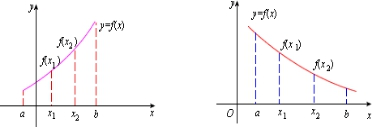 y
y=f(x)
f(x₂)
f(x₁)
a
x₁
x₂
b
x
y
y=f(x)
f(x₁)
f(x₂)
O
a
x₁
x₂
b
x